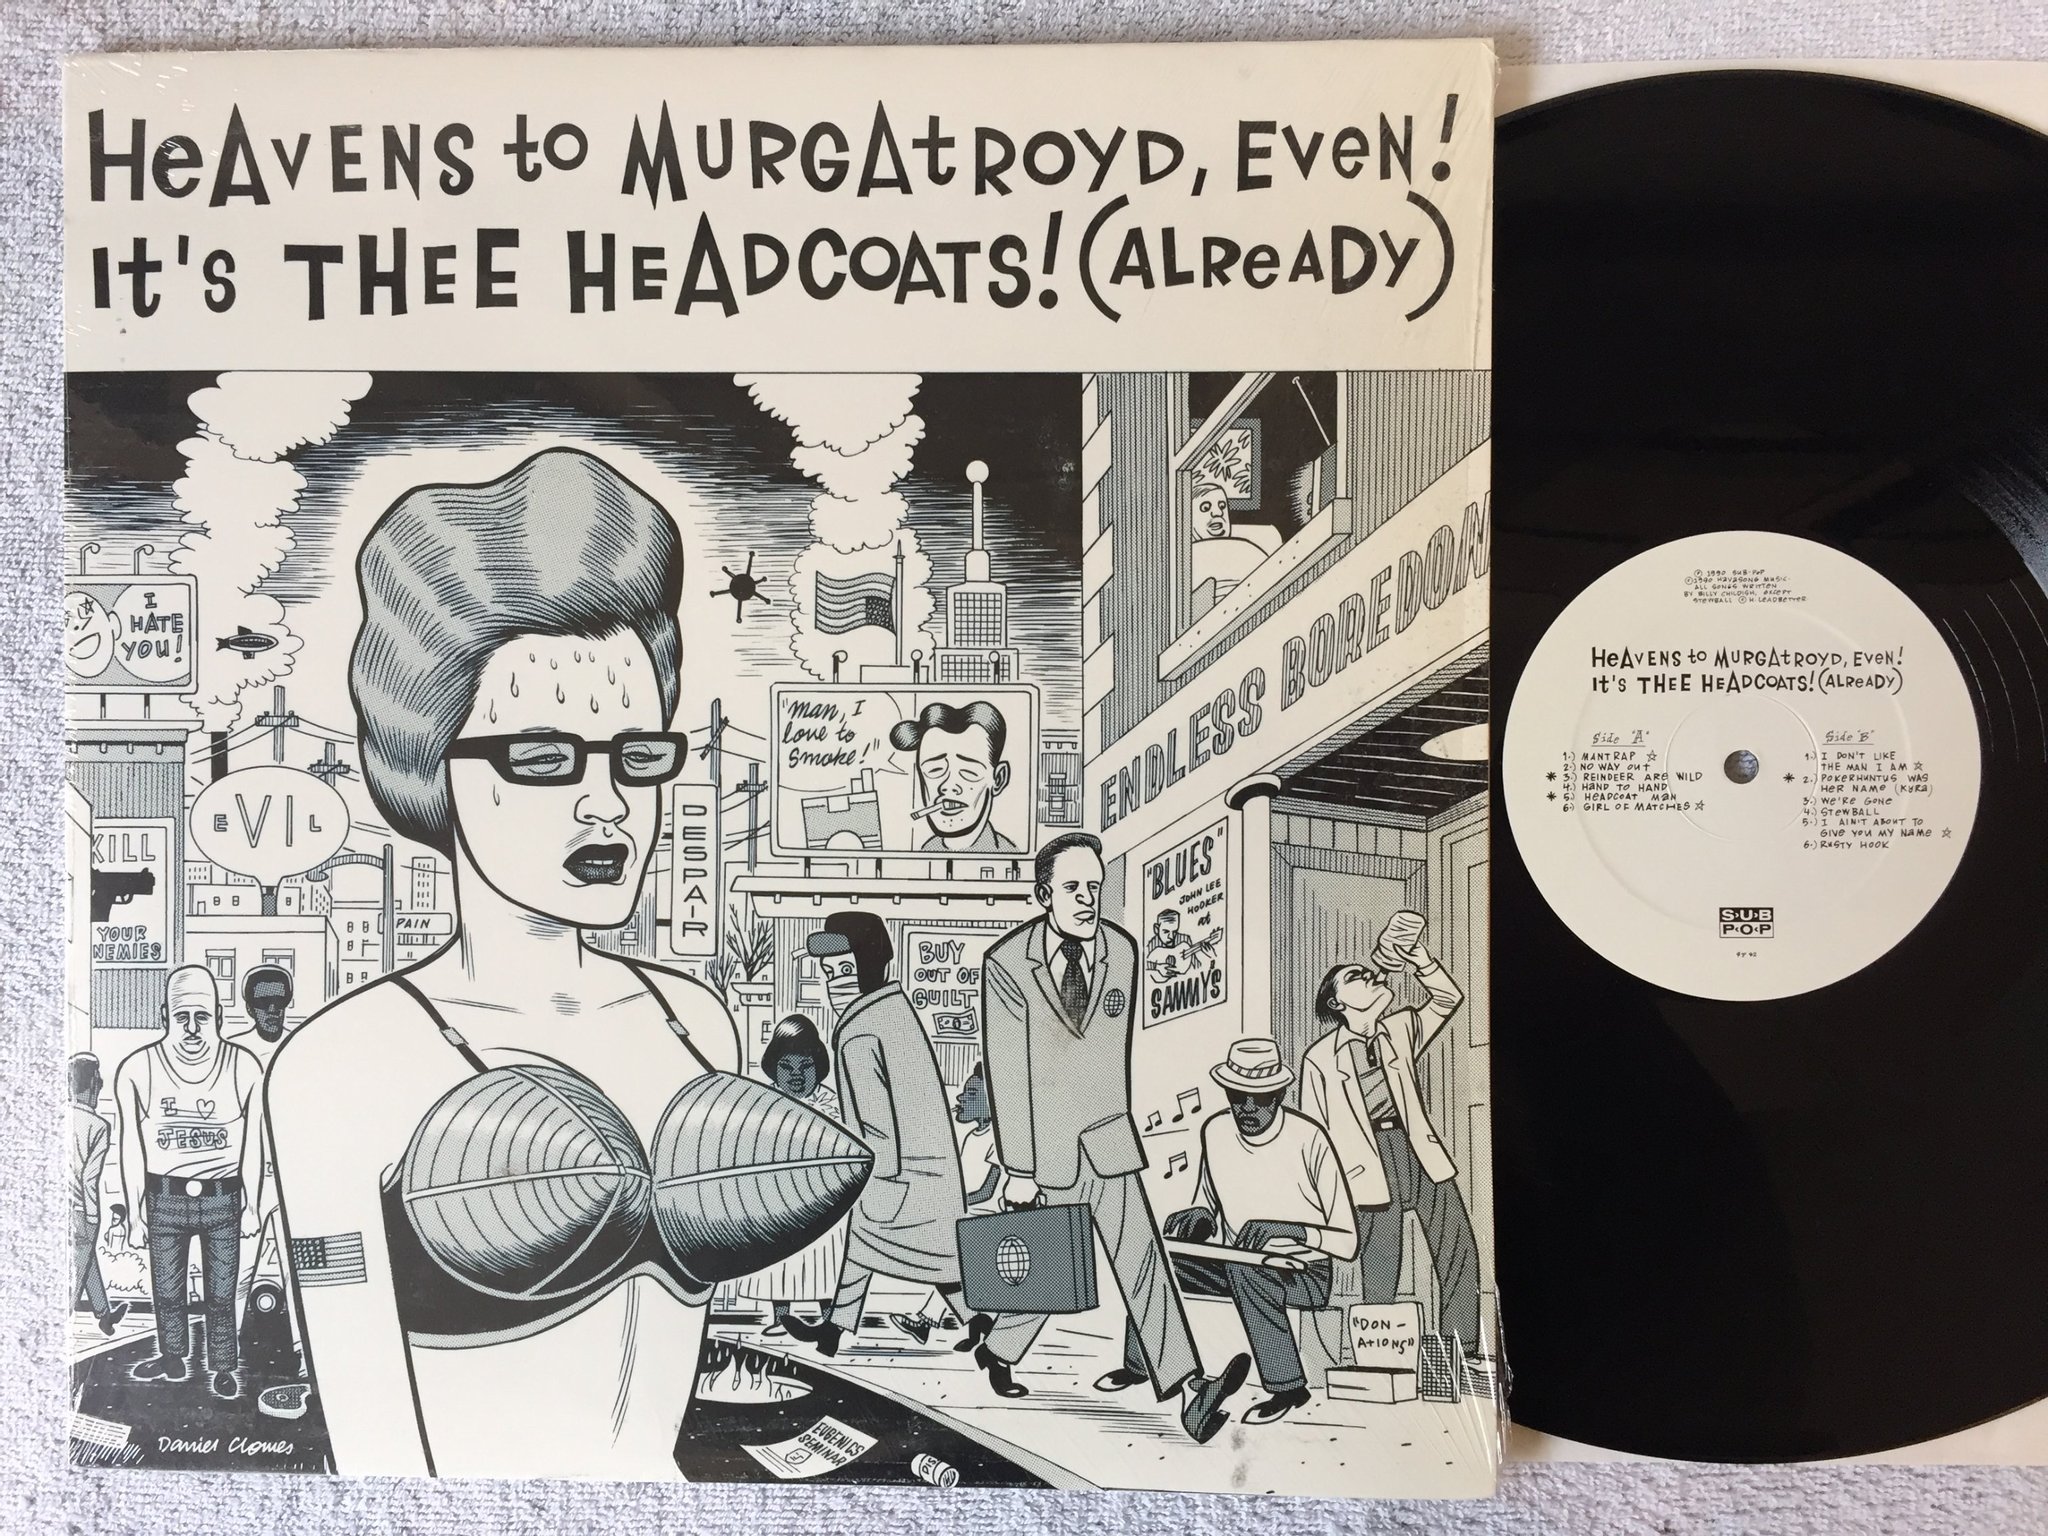 HeAVENS to MURGAtROYD, EVeN!
It's THEE HEADCOATS! (ALReADY)
I
HATE
YOU!
"man, I
love to
smoke!"
ENDLESS BOREDOM
EVIL
DESPAIR
KILL
YOUR
NEMIES
PAIN
BUY
OUT OF
GUILT
"BLUES"
JOHN LEE
HOOKER
at
SAMMY'S
I ♡
JESUS
"DON-
ATIONS"
EUGENICS
SEMINAR
Daniel Clowes
℗ 1990 SUB·POP
© 1990 HAVASONG MUSIC.
ALL SONGS WRITTEN
BY BILLY CHILDISH, EXCEPT
STEWBALL © H. LEADBETTER
HeAVENS to MURGAtROYD, EVeN!
It's THEE HEADCOATS! (ALReADY)
Side "A"
1.) MANTRAP ☆
2.) NO WAY OUT
* 3.) REINDEER ARE WILD
4.) HAND TO HAND
* 5.) HEADCOAT MAN
6.) GIRL OF MATCHES ☆
Side "B"
1.) I DON'T LIKE
THE MAN I AM ☆
* 2.) POKERHUNTUS WAS
HER NAME (KYRA)
3.) WE'RE GONE
4.) STEWBALL
5.) I AIN'T ABOUT TO
GIVE YOU MY NAME ☆
6.) RUSTY HOOK
S·U·B
P·O·P